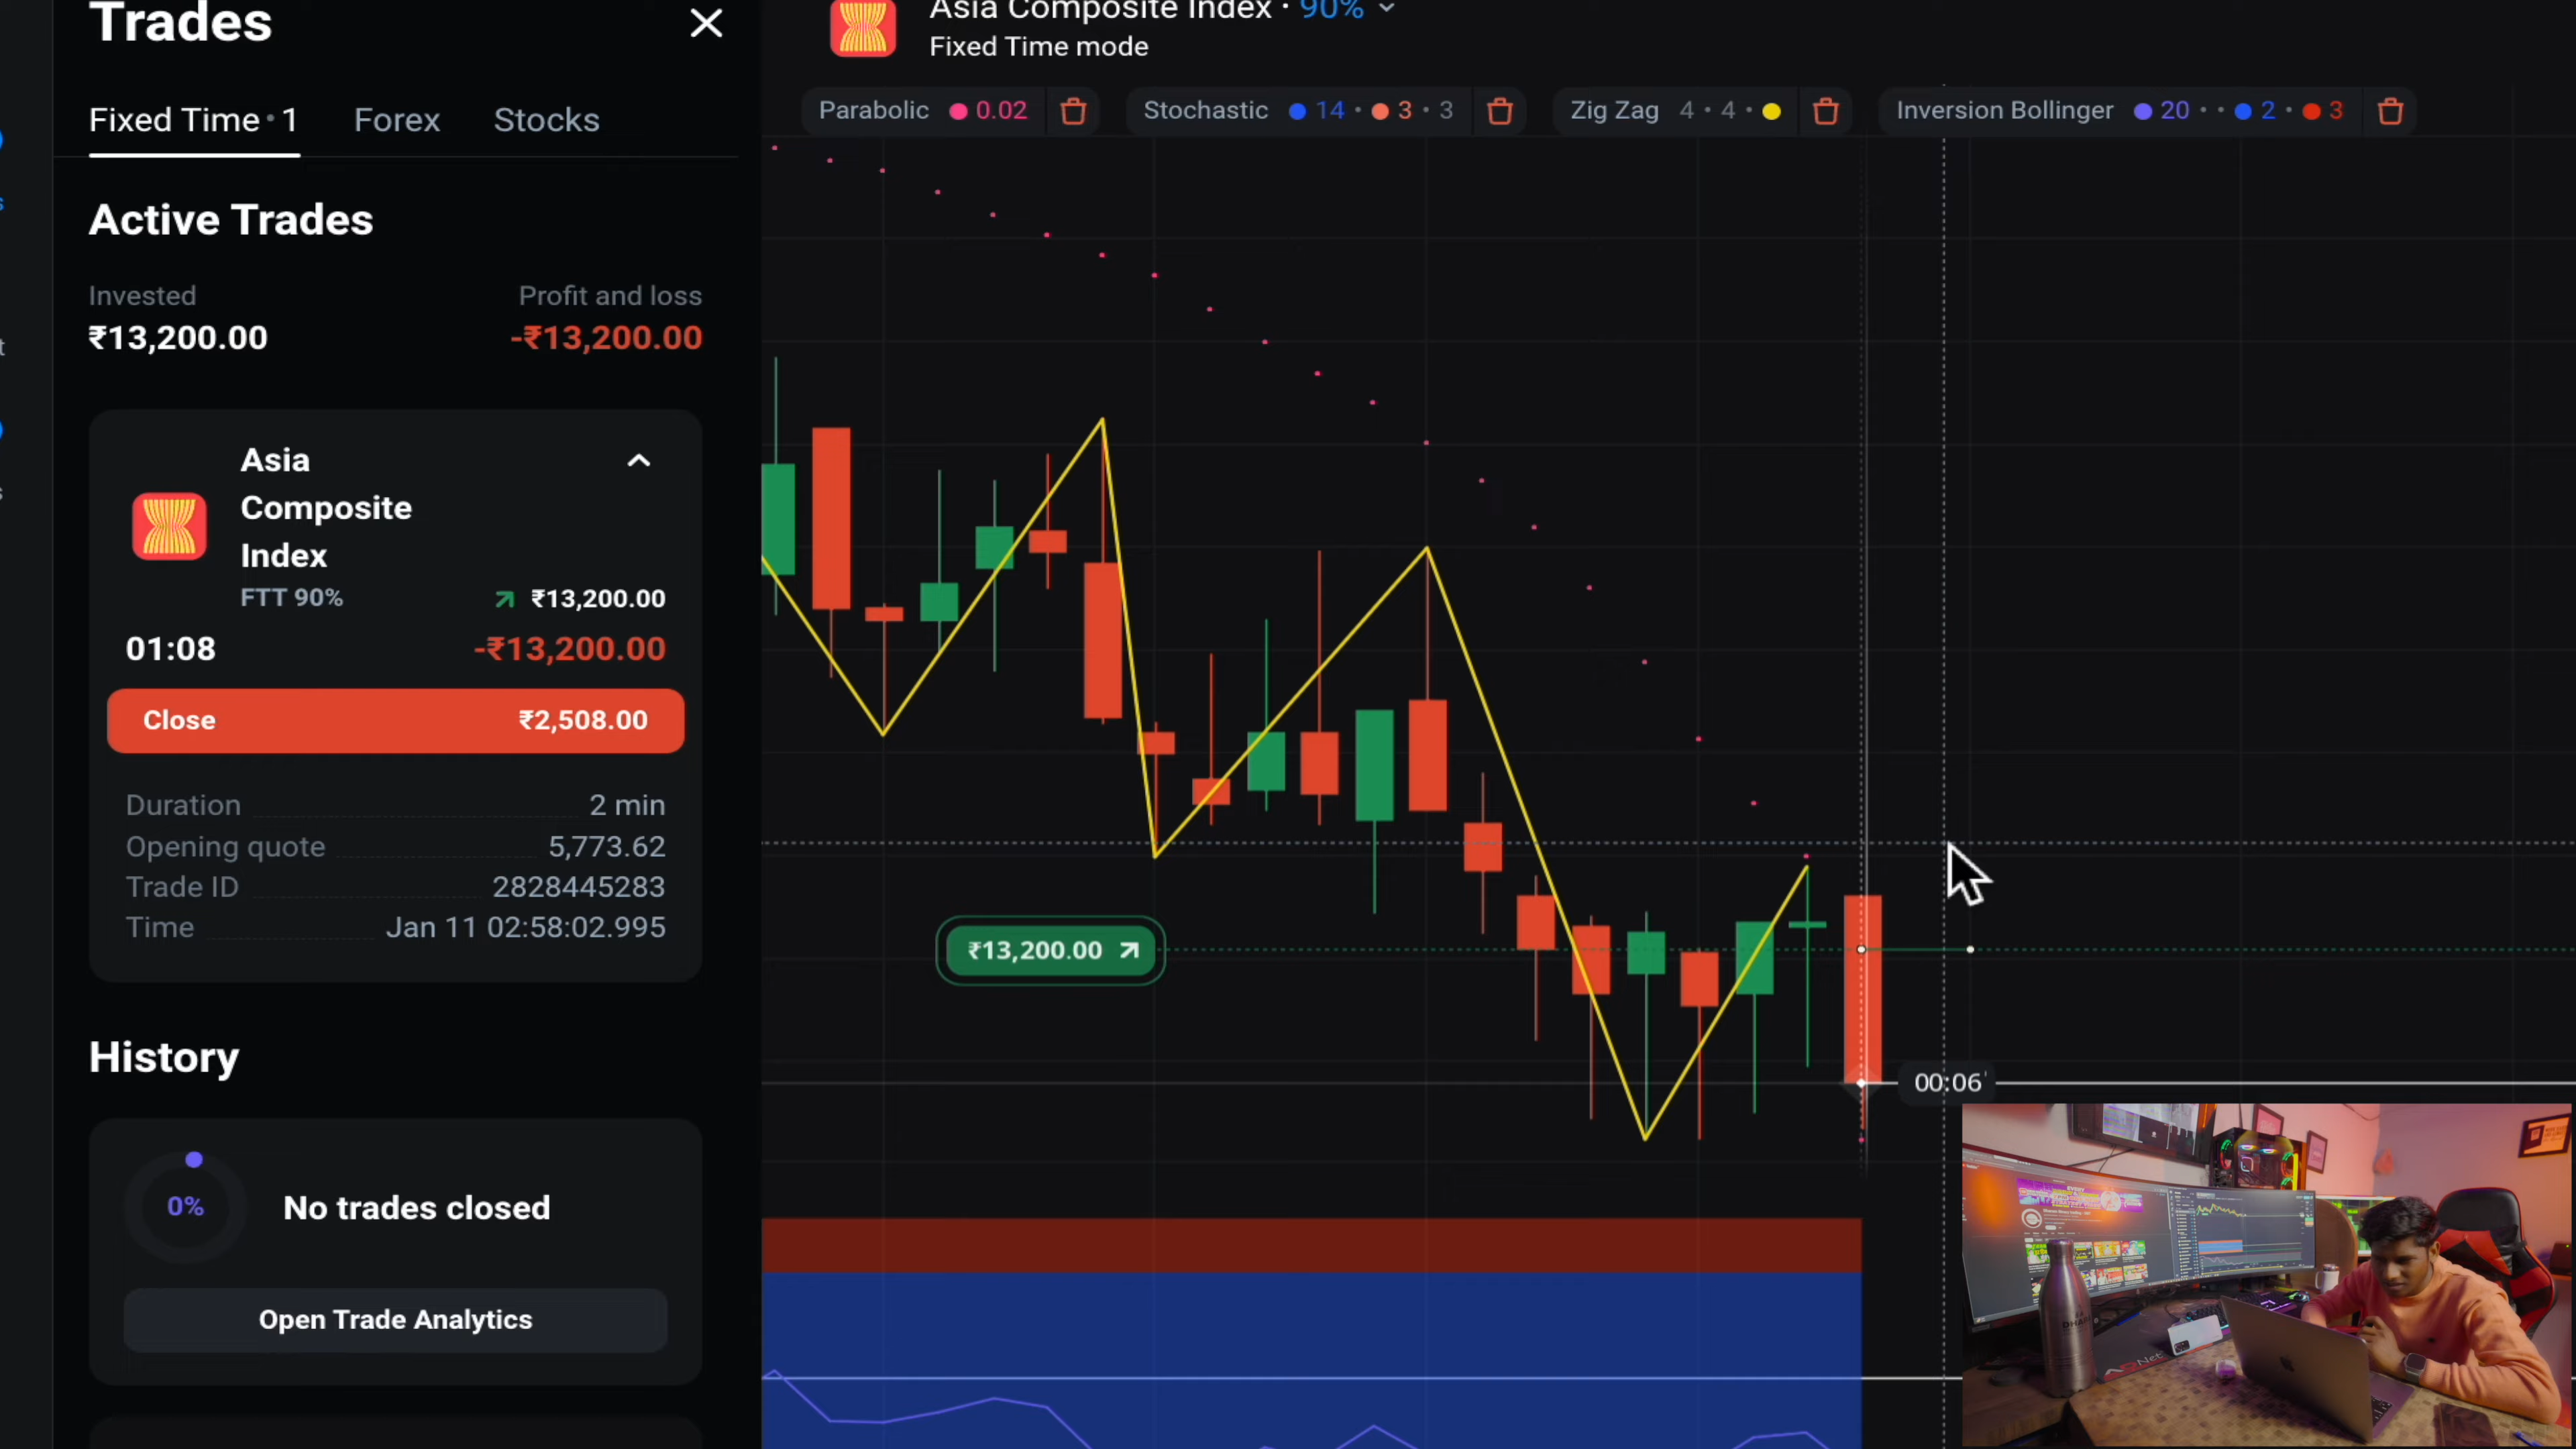 Trades
Asia Composite Index · 90%
Fixed Time mode
Fixed Time · 1 Forex Stocks
Parabolic 0.02
Stochastic 14 · 3 · 3
Zig Zag 4 · 4 ·
Inversion Bollinger 20 · · 2 · 3
Active Trades
Invested Profit and loss
₹13,200.00 -₹13,200.00
Asia
Composite
Index
FTT 90% ₹13,200.00
01:08 -₹13,200.00
Close ₹2,508.00
Duration 2 min
Opening quote 5,773.62
Trade ID 2828445283
Time Jan 11 02:58:02.995
₹13,200.00
00:06
History
0% No trades closed
Open Trade Analytics